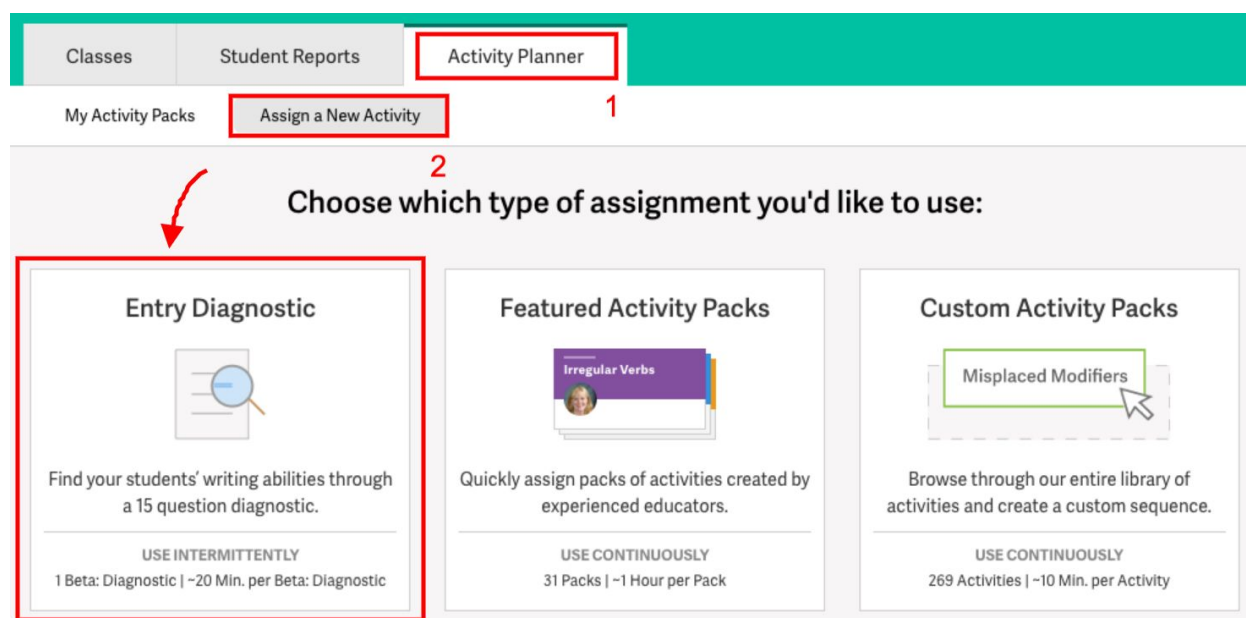 Classes
Student Reports
Activity Planner
1
My Activity Packs
Assign a New Activity
2
Choose which type of assignment you'd like to use:
Entry Diagnostic
Find your students' writing abilities through
a 15 question diagnostic.
USE INTERMITTENTLY
1 Beta: Diagnostic | ~20 Min. per Beta: Diagnostic
Featured Activity Packs
Irregular Verbs
Quickly assign packs of activities created by
experienced educators.
USE CONTINUOUSLY
31 Packs | ~1 Hour per Pack
Custom Activity Packs
Misplaced Modifiers
Browse through our entire library of
activities and create a custom sequence.
USE CONTINUOUSLY
269 Activities | ~10 Min. per Activity